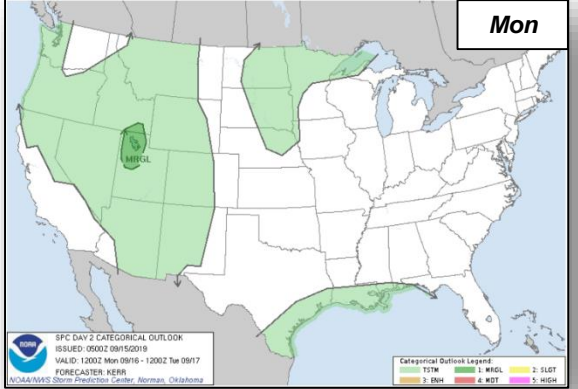 Mon
MRGL
NOAA
SPC DAY 2 CATEGORICAL OUTLOOK
ISSUED: 0500Z 09/15/2019
VALID: 1200Z Mon 09/16 - 1200Z Tue 09/17
FORECASTER: KERR
NOAA/NWS Storm Prediction Center, Norman, Oklahoma
Categorical Outlook Legend:
TSTM 1: MRGL 2: SLGT
3: ENH 4: MDT 5: HIGH